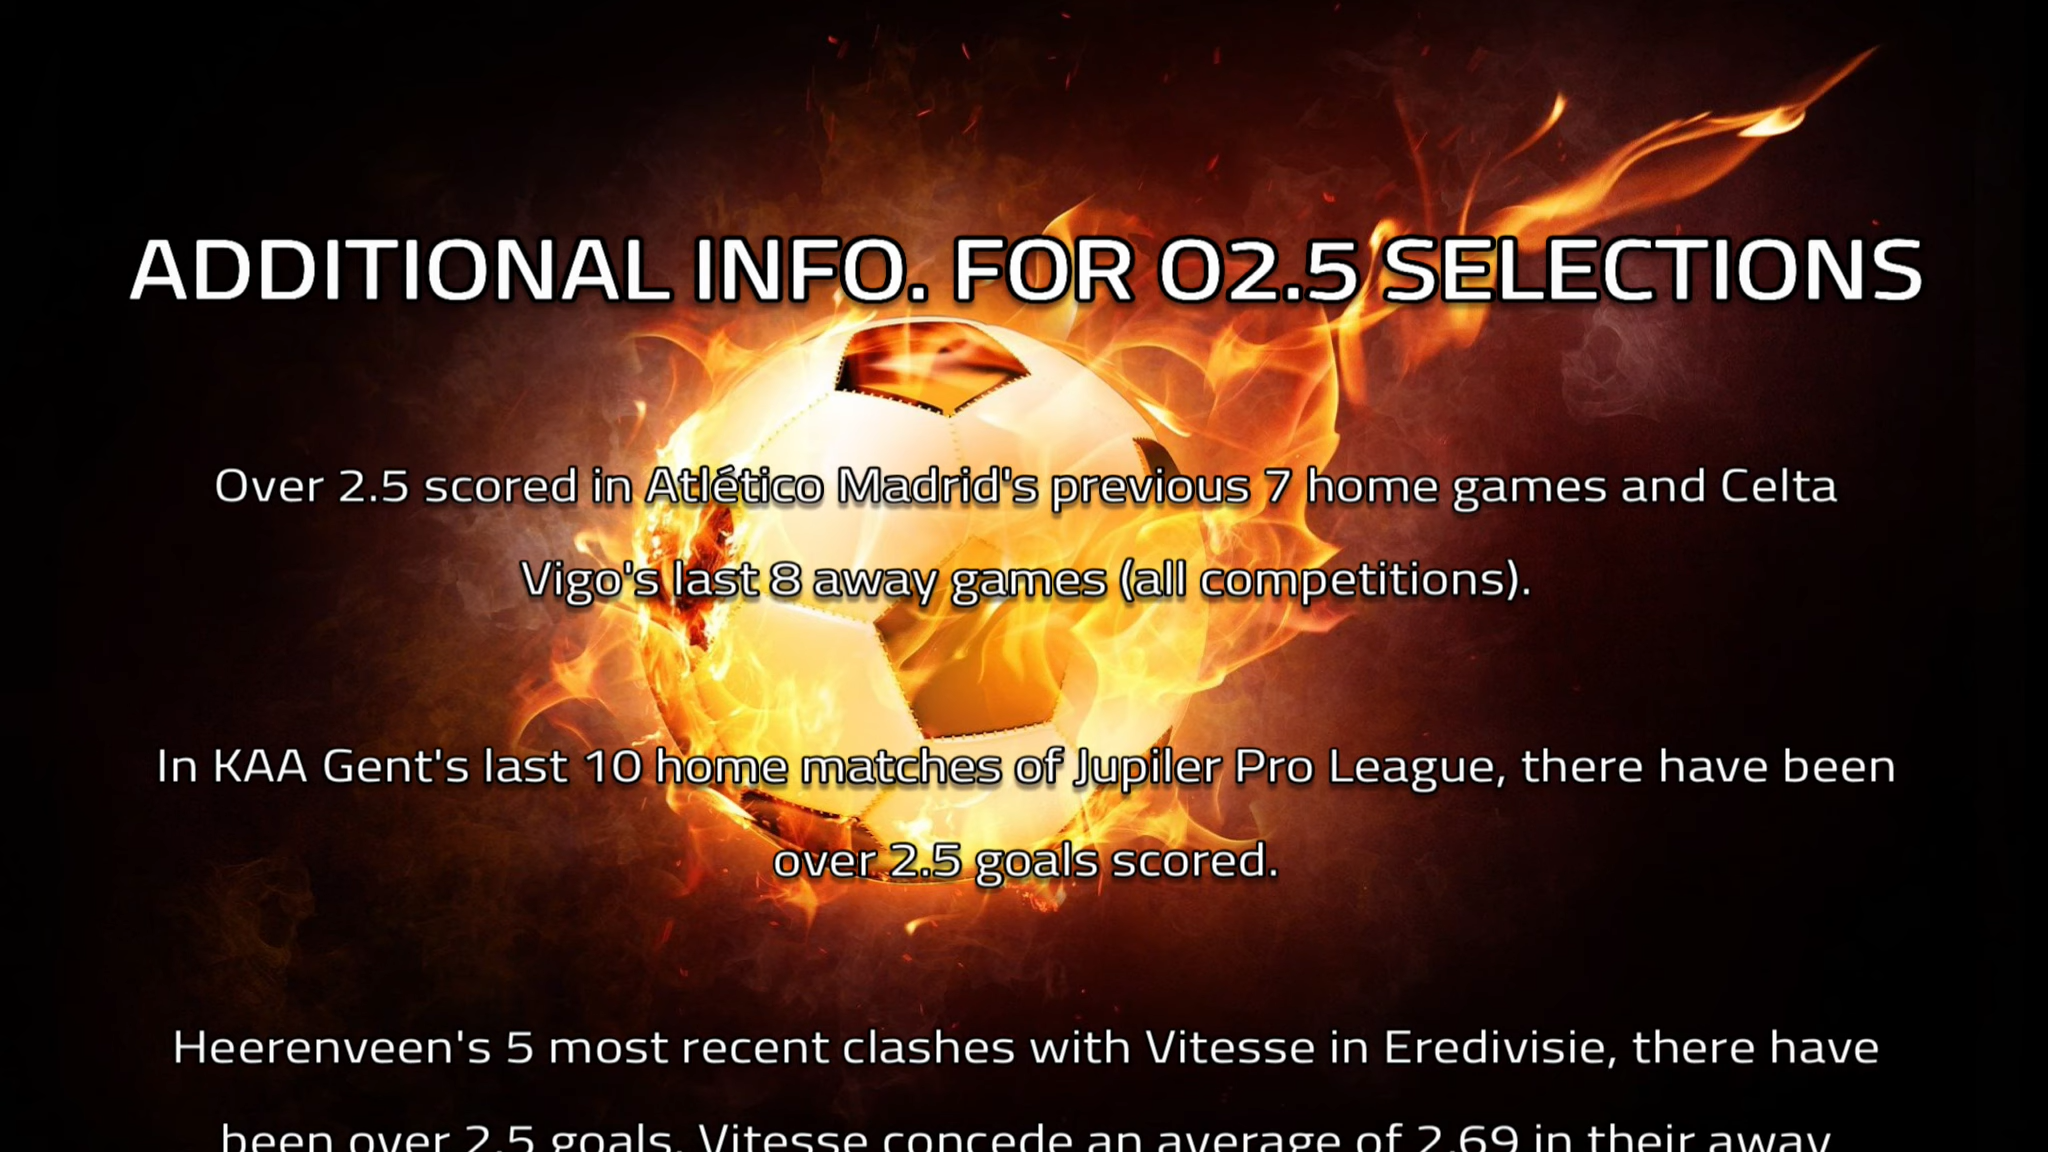 ADDITIONAL INFO. FOR O2.5 SELECTIONS
Over 2.5 scored in Atlético Madrid's previous 7 home games and Celta
Vigo's last 8 away games (all competitions).
In KAA Gent's last 10 home matches of Jupiler Pro League, there have been
over 2.5 goals scored.
Heerenveen's 5 most recent clashes with Vitesse in Eredivisie, there have
been over 2.5 goals. Vitesse concede an average of 2.69 in their away